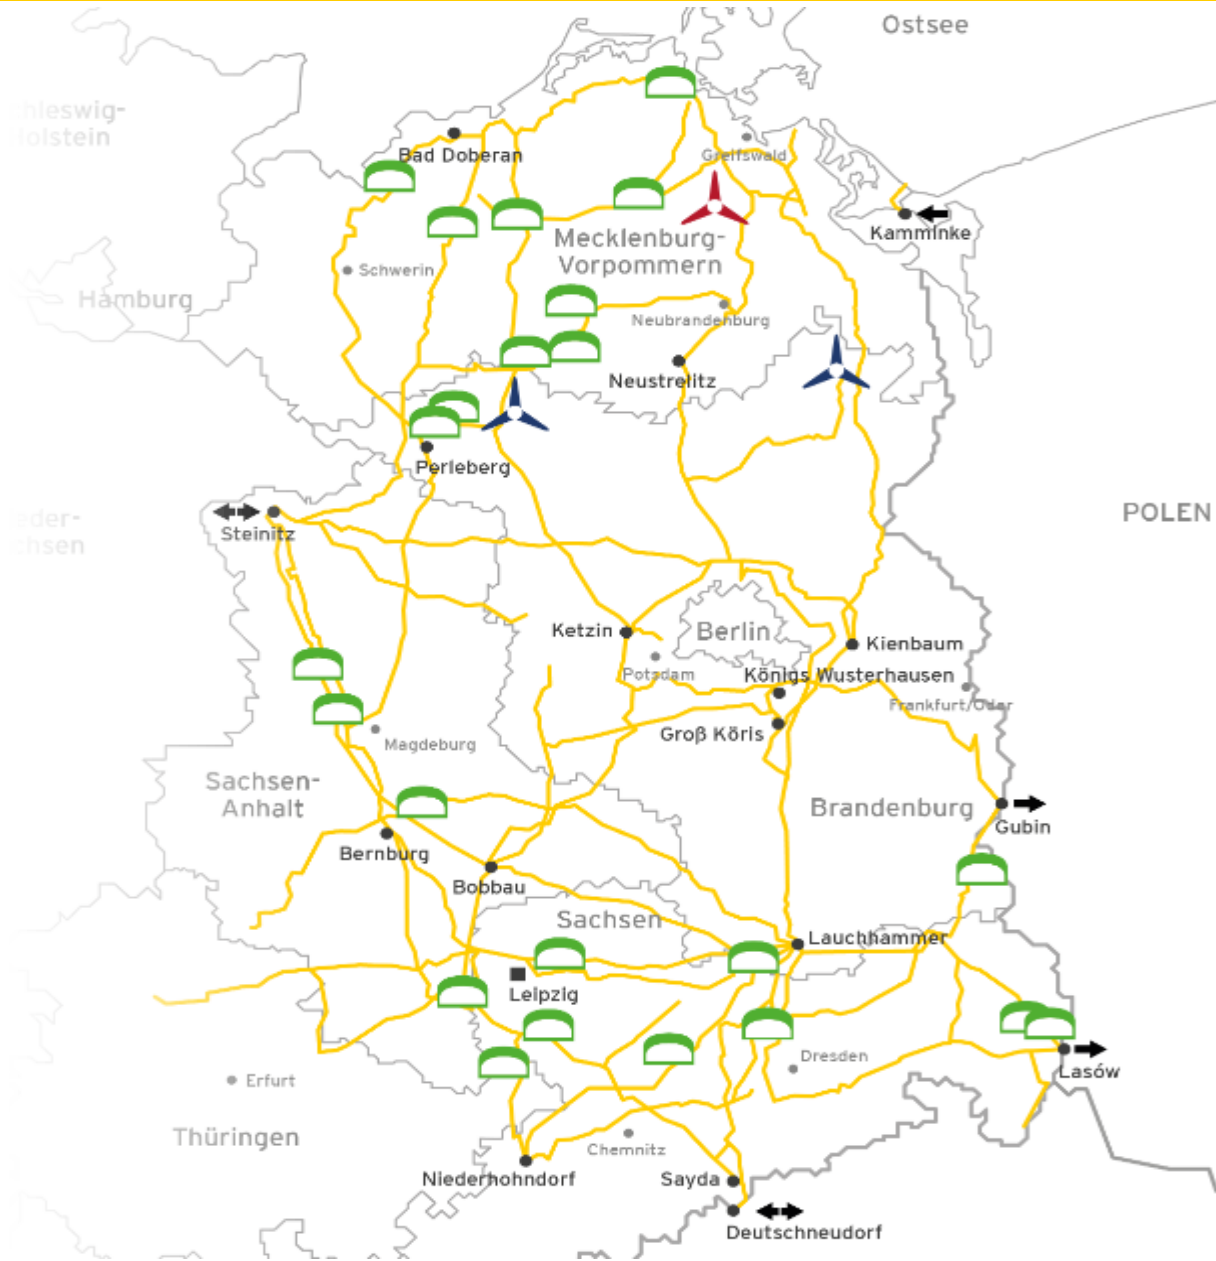 Ostsee
Holstein
Bad Doberan
Greifswald
Kamminke
Mecklenburg-
Vorpommern
Schwerin
Hamburg
Neubrandenburg
Neustrelitz
Perleberg
POLEN
Steinitz
Ketzin
Berlin
Kienbaum
Potsdam
Königs Wusterhausen
Frankfurt/Oder
Groß Köris
Magdeburg
Sachsen-
Anhalt
Brandenburg
Gubin
Bernburg
Bobbau
Sachsen
Lauchhammer
Leipzig
Dresden
Lasów
Erfurt
Thüringen
Chemnitz
Niederhohndorf
Sayda
Deutschneudorf